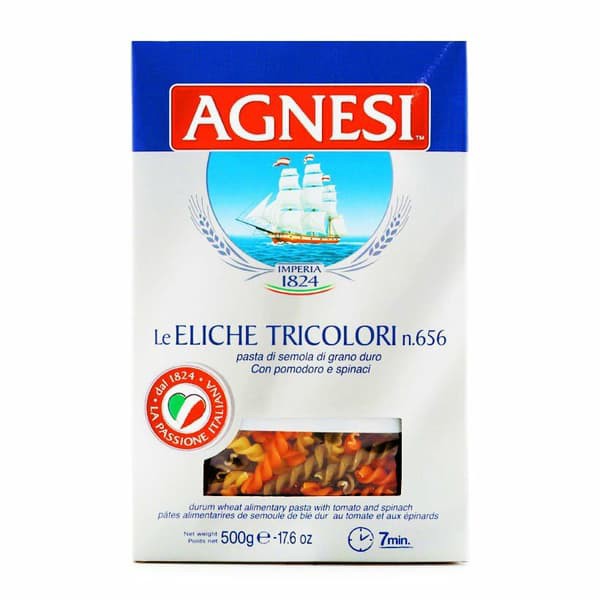 AGNESI™
IMPERIA
1824
Le ELICHE TRICOLORI n.656
pasta di semola di grano duro
Con pomodoro e spinaci
dal 1824
LA PASSIONE ITALIANA
durum wheat alimentary pasta with tomato and spinach
pâtes alimentarires de semoule de blé dur au tomate et aux épinards
Net weight
Poids net
500g e - 17.6 oz
7min.